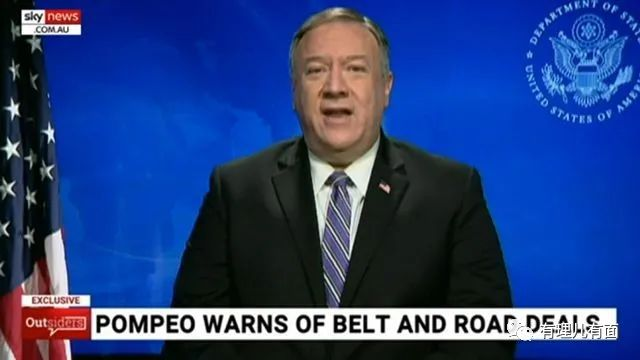 sky news
.COM.AU
DEPARTMENT OF STATE
UNITED STATES OF AMERICA
EXCLUSIVE
Outsiders
POMPEO WARNS OF BELT AND ROAD DEALS
有理儿有面